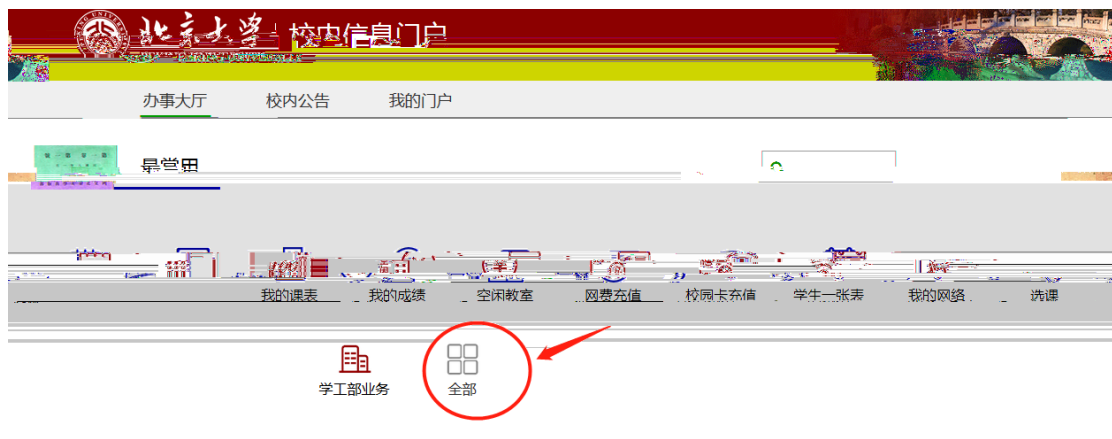 北京大学 校内信息门户
办事大厅 校内公告 我的门户
最常用
我的课表 我的成绩 空闲教室 网费充值 校园卡充值 学生一张表 我的网络 选课
学工部业务 全部